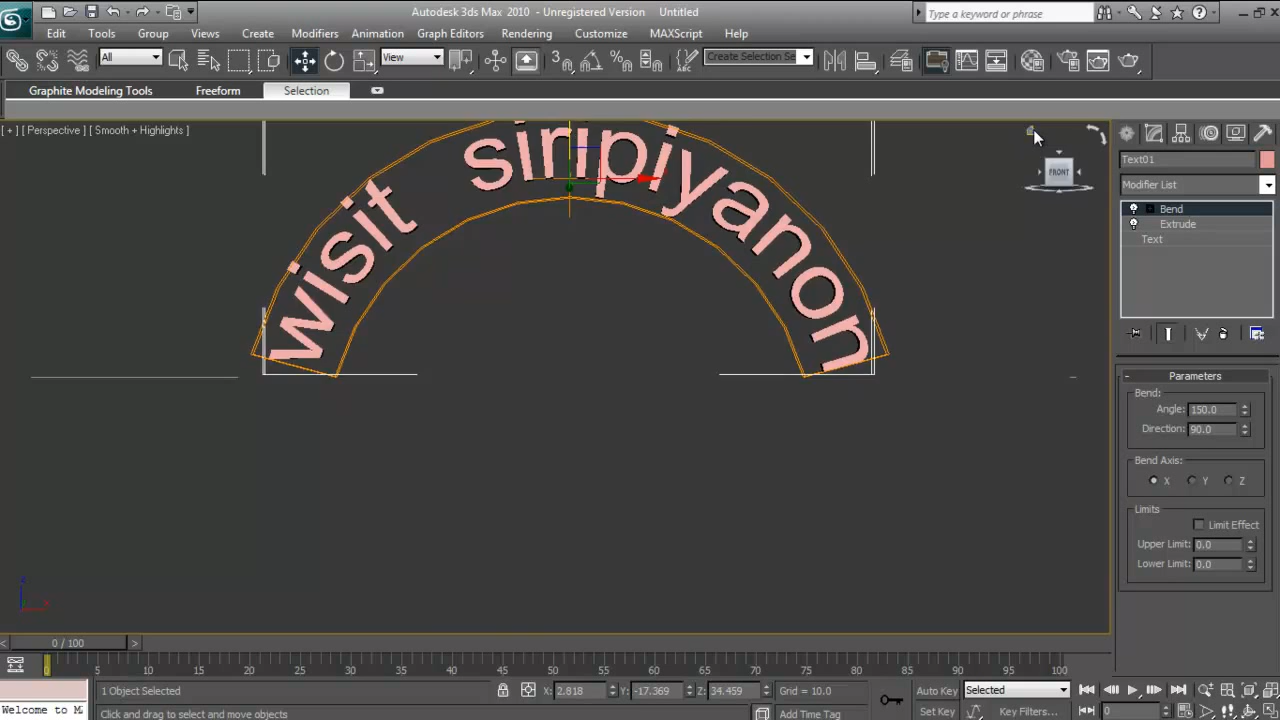 Autodesk 3ds Max 2010 - Unregistered Version Untitled
Type a keyword or phrase
Edit Tools Group Views Create Modifiers Animation Graph Editors Rendering Customize MAXScript Help
All View Create Selection Se
Graphite Modeling Tools Freeform Selection
[ + ] [ Perspective ] [ Smooth + Highlights ]
wisit siripiyanon
FRONT
Text01
Modifier List
Bend
Extrude
Text
- Parameters
Bend:
Angle: 150.0
Direction: 90.0
Bend Axis:
X Y Z
Limits
Limit Effect
Upper Limit: 0.0
Lower Limit: 0.0
z
x
< 0 / 100 >
0 5 10 15 20 25 30 35 40 45 50 55 60 65 70 75 80 85 90 95 100
1 Object Selected X: 2.818 Y: -17.369 Z: 34.459 Grid = 10.0 Auto Key Selected
Welcome to M Click and drag to select and move objects Add Time Tag Set Key Key Filters... 0